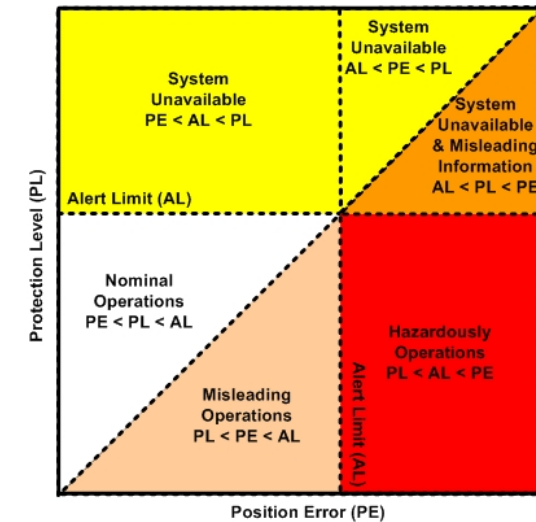 System
Unavailable
AL < PE < PL
System
Unavailable
PE < AL < PL
System
Unavailable
& Misleading
Information
AL < PL < PE
Alert Limit (AL)
Protection Level (PL)
Nominal
Operations
PE < PL < AL
Hazardously
Operations
PL < AL < PE
Misleading
Operations
PL < PE < AL
Alert Limit (AL)
Position Error (PE)